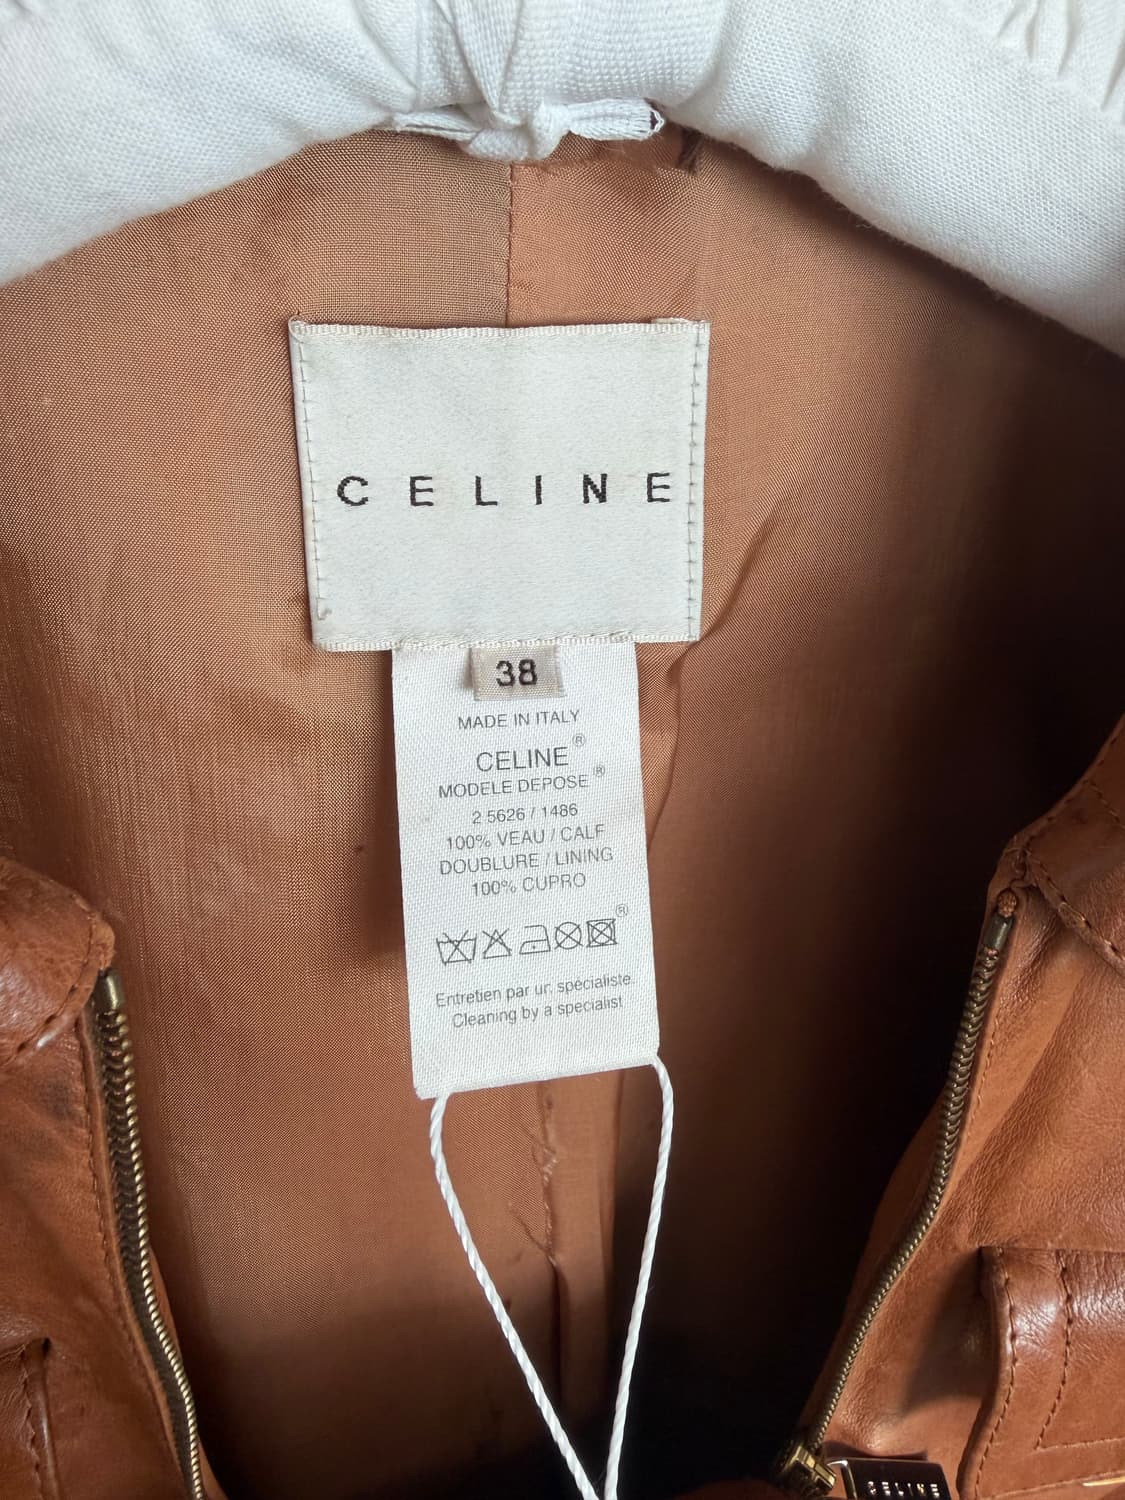 CELINE
38
MADE IN ITALY
CELINE®
MODELE DEPOSE®
2 5626 / 1486
100% VEAU / CALF
DOUBLURE / LINING
100% CUPRO
®
Entretien par un spécialiste.
Cleaning by a specialist
CELINE